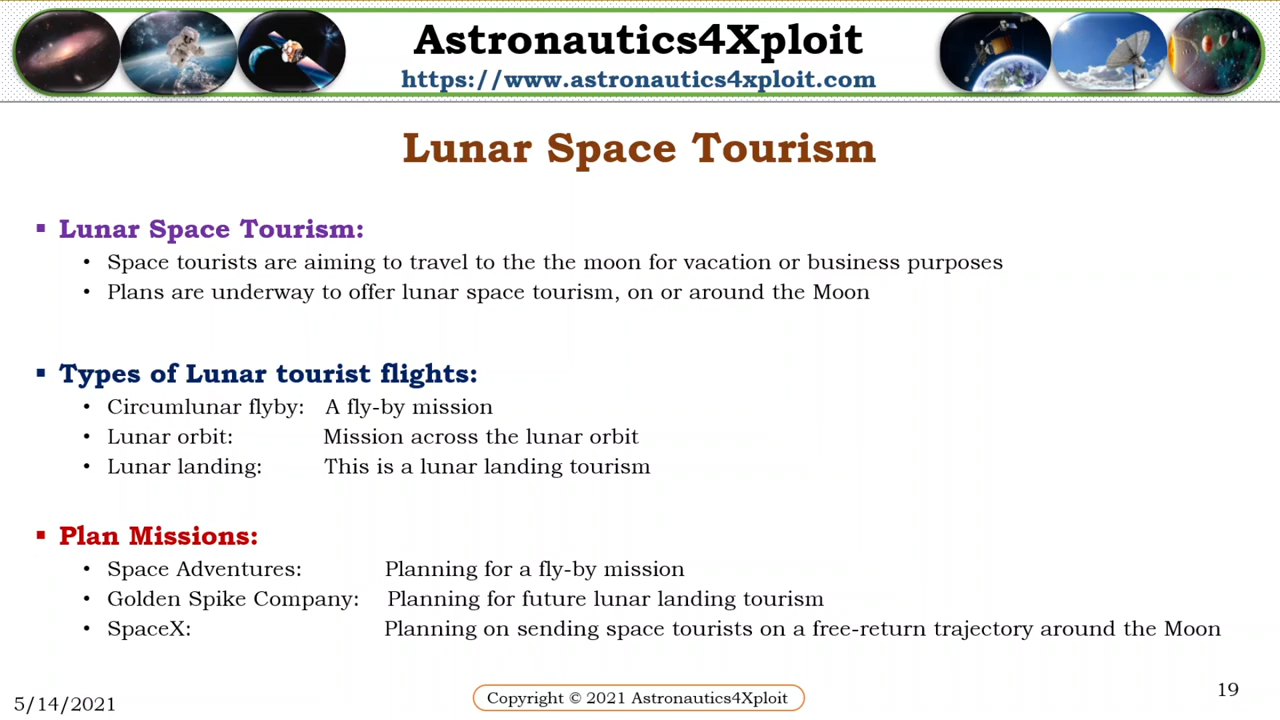 Astronautics4Xploit
https://www.astronautics4xploit.com
Lunar Space Tourism
▪ Lunar Space Tourism:
• Space tourists are aiming to travel to the the moon for vacation or business purposes
• Plans are underway to offer lunar space tourism, on or around the Moon
▪ Types of Lunar tourist flights:
• Circumlunar flyby: A fly-by mission
• Lunar orbit: Mission across the lunar orbit
• Lunar landing: This is a lunar landing tourism
▪ Plan Missions:
• Space Adventures: Planning for a fly-by mission
• Golden Spike Company: Planning for future lunar landing tourism
• SpaceX: Planning on sending space tourists on a free-return trajectory around the Moon
5/14/2021
Copyright © 2021 Astronautics4Xploit
19